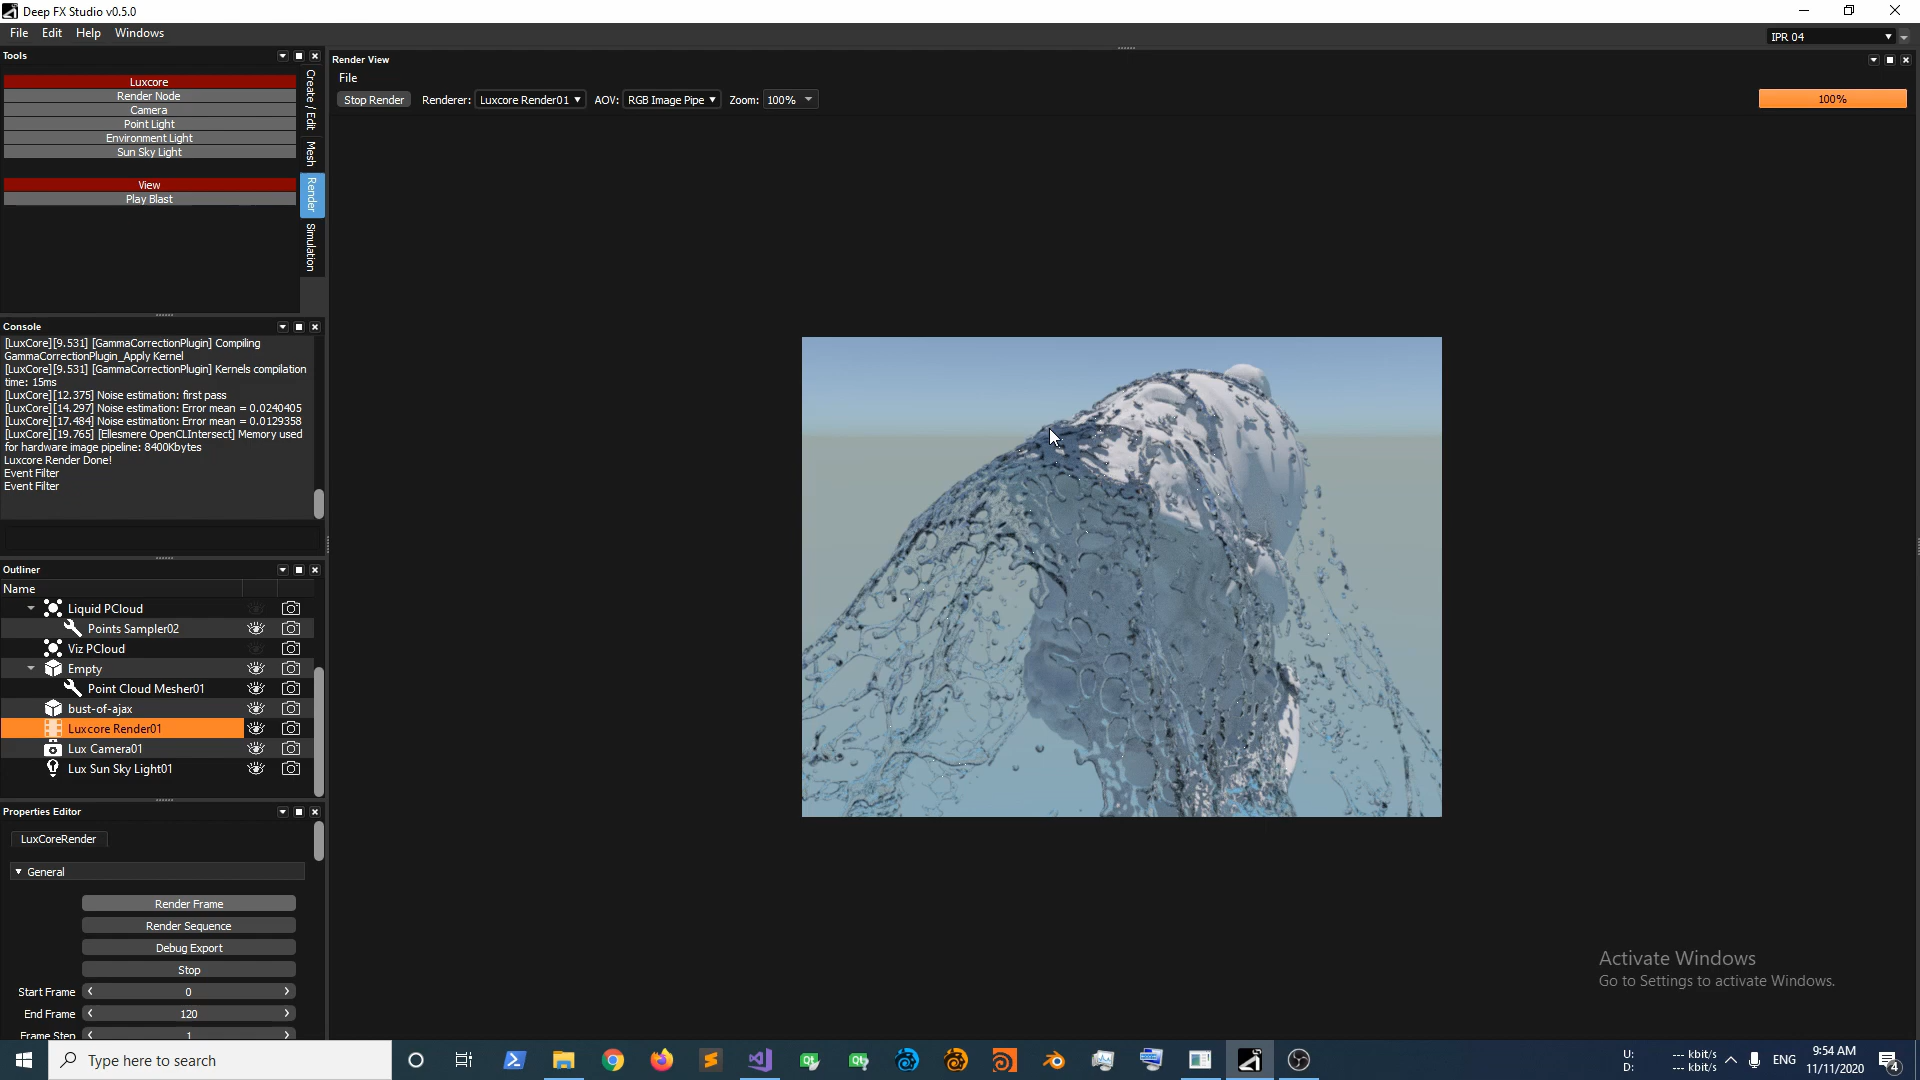 Deep FX Studio v0.5.0
File Edit Help Windows
IPR 04
Tools
Luxcore
Render Node
Camera
Point Light
Environment Light
Sun Sky Light
View
Play Blast
Create / Edit
Mesh
Render
Simulation
Render View
File
Stop Render Renderer: Luxcore Render01 AOV: RGB Image Pipe Zoom: 100%
100%
Console
[LuxCore][9.531] [GammaCorrectionPlugin] Compiling
GammaCorrectionPlugin_Apply Kernel
[LuxCore][9.531] [GammaCorrectionPlugin] Kernels compilation
time: 15ms
[LuxCore][12.375] Noise estimation: first pass
[LuxCore][14.297] Noise estimation: Error mean = 0.0240405
[LuxCore][17.484] Noise estimation: Error mean = 0.0129358
[LuxCore][19.765] [Ellesmere OpenCLIntersect] Memory used
for hardware image pipeline: 8400Kbytes
Luxcore Render Done!
Event Filter
Event Filter
Outliner
Name
Liquid PCloud
Points Sampler02
Viz PCloud
Empty
Point Cloud Mesher01
bust-of-ajax
Luxcore Render01
Lux Camera01
Lux Sun Sky Light01
Properties Editor
LuxCoreRender
General
Render Frame
Render Sequence
Debug Export
Stop
Start Frame 0
End Frame 120
Frame Step 1
Activate Windows
Go to Settings to activate Windows.
Type here to search
U: --- kbit/s
D: --- kbit/s
ENG
9:54 AM
11/11/2020
4